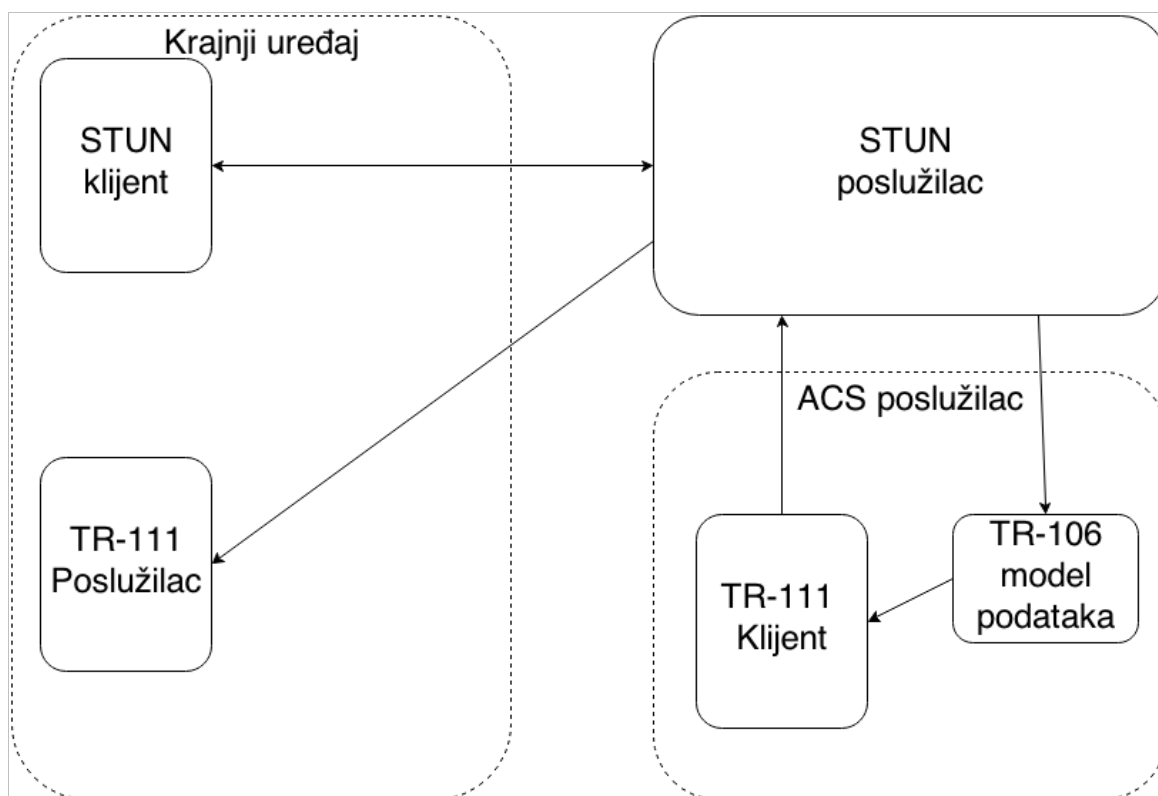 Krajnji uređaj
STUN
klijent
STUN
poslužilac
ACS poslužilac
TR-111
Poslužilac
TR-111
Klijent
TR-106
model
podataka